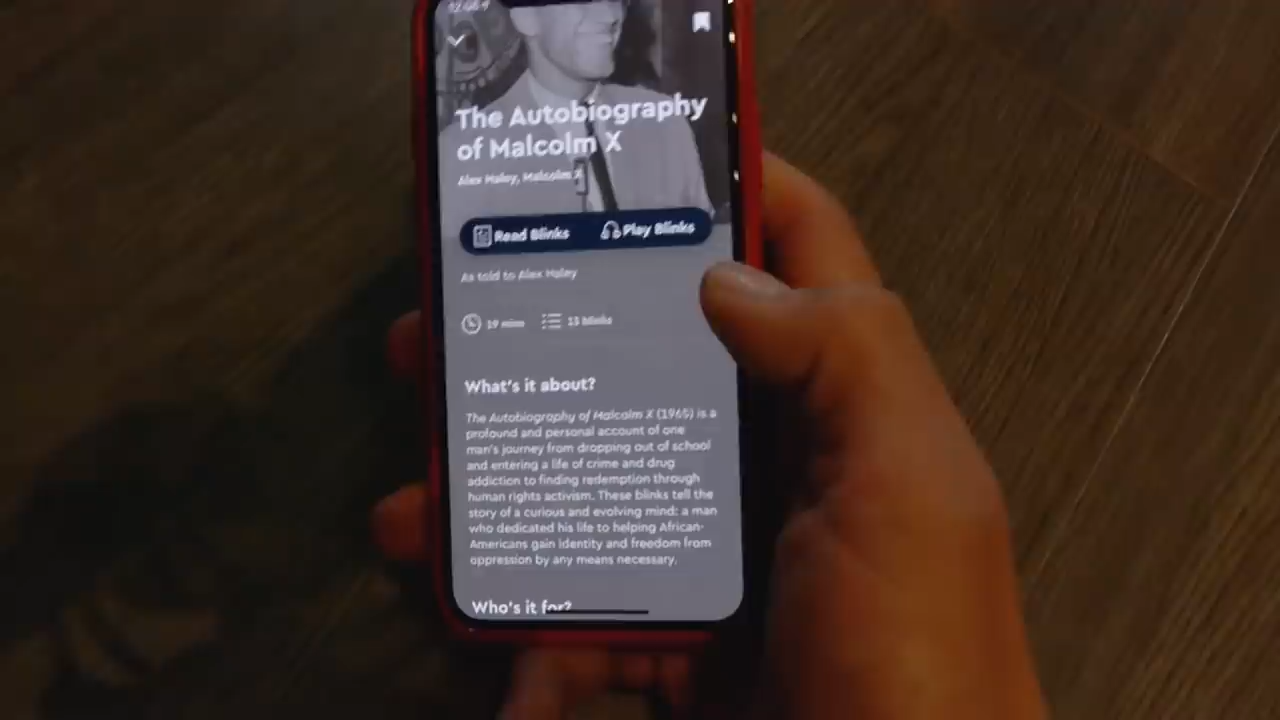 The Autobiography
of Malcolm X
Alex Haley, Malcolm X
Read Blinks
Play Blinks
As told to Alex Haley
19 mins
13 blinks
What's it about?
The Autobiography of Malcolm X (1965) is a
profound and personal account of one
man's journey from dropping out of school
and entering a life of crime and drug
addiction to finding redemption through
human rights activism. These blinks tell the
story of a curious and evolving mind: a man
who dedicated his life to helping African-
Americans gain identity and freedom from
oppression by any means necessary.
Who's it for?